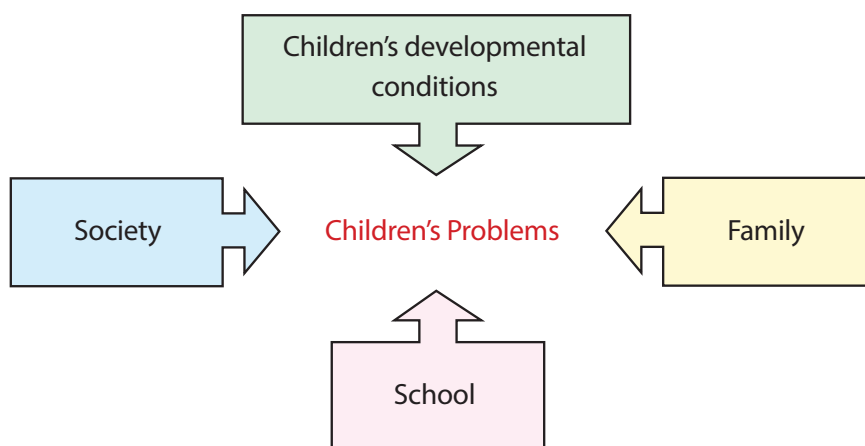 Children’s developmental
conditions
Society
Children’s Problems
Family
School